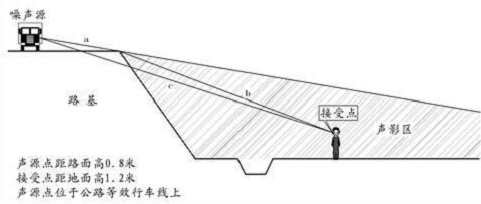 噪声源
a
c
b
路基
接受点
声影区
声源点距路面高0.8米
接受点距地面高1.2米
声源点位于公路等效行车线上